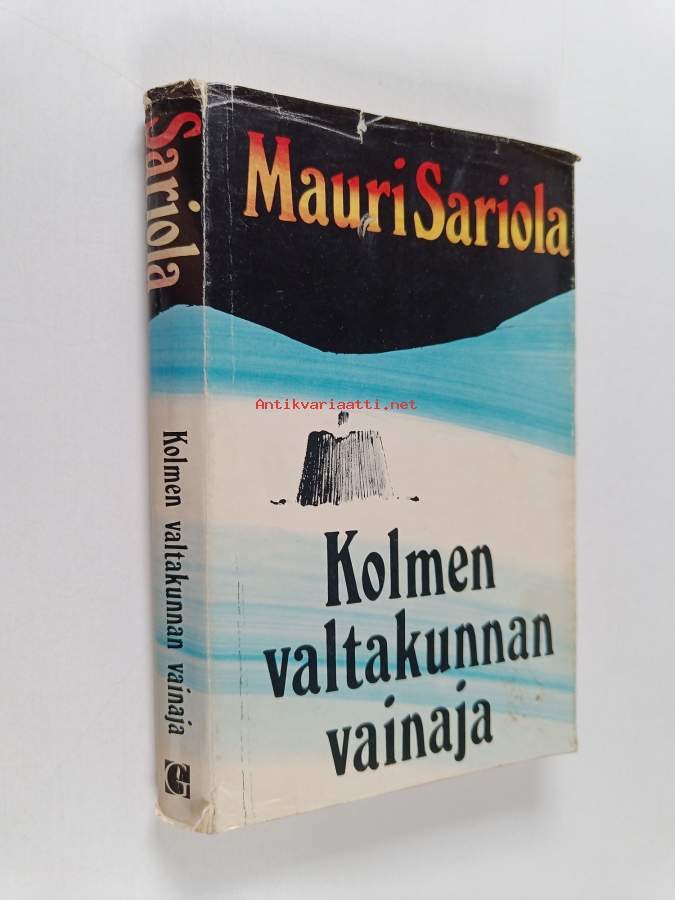 Sariola
Kolmen valtakunnan vainaja
G
Mauri Sariola
Antikvariaatti.net
Kolmen
valtakunnan
vainaja